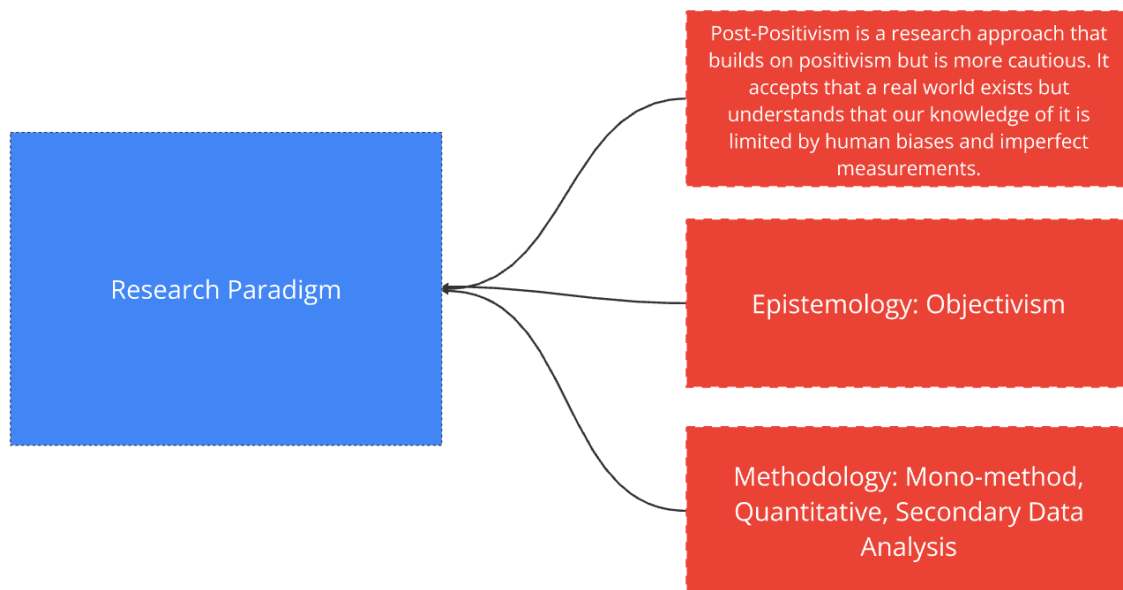 Post-Positivism is a research approach that
builds on positivism but is more cautious. It
accepts that a real world exists but
understands that our knowledge of it is
limited by human biases and imperfect
measurements.
Research Paradigm
Epistemology: Objectivism
Methodology: Mono-method,
Quantitative, Secondary Data
Analysis